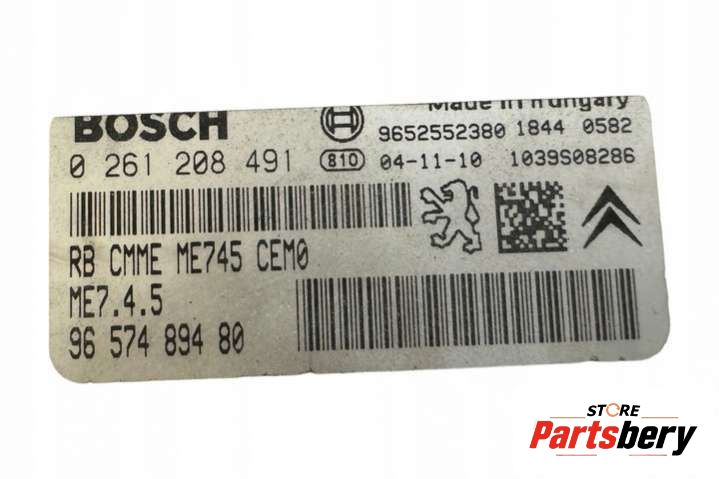 BOSCH
Made in Hungary
9652552380 1844 0582
0 261 208 491 810 04-11-10 1039S08286
RB CMME ME745 CEM0
ME7.4.5
96 574 894 80
STORE
Partsbery